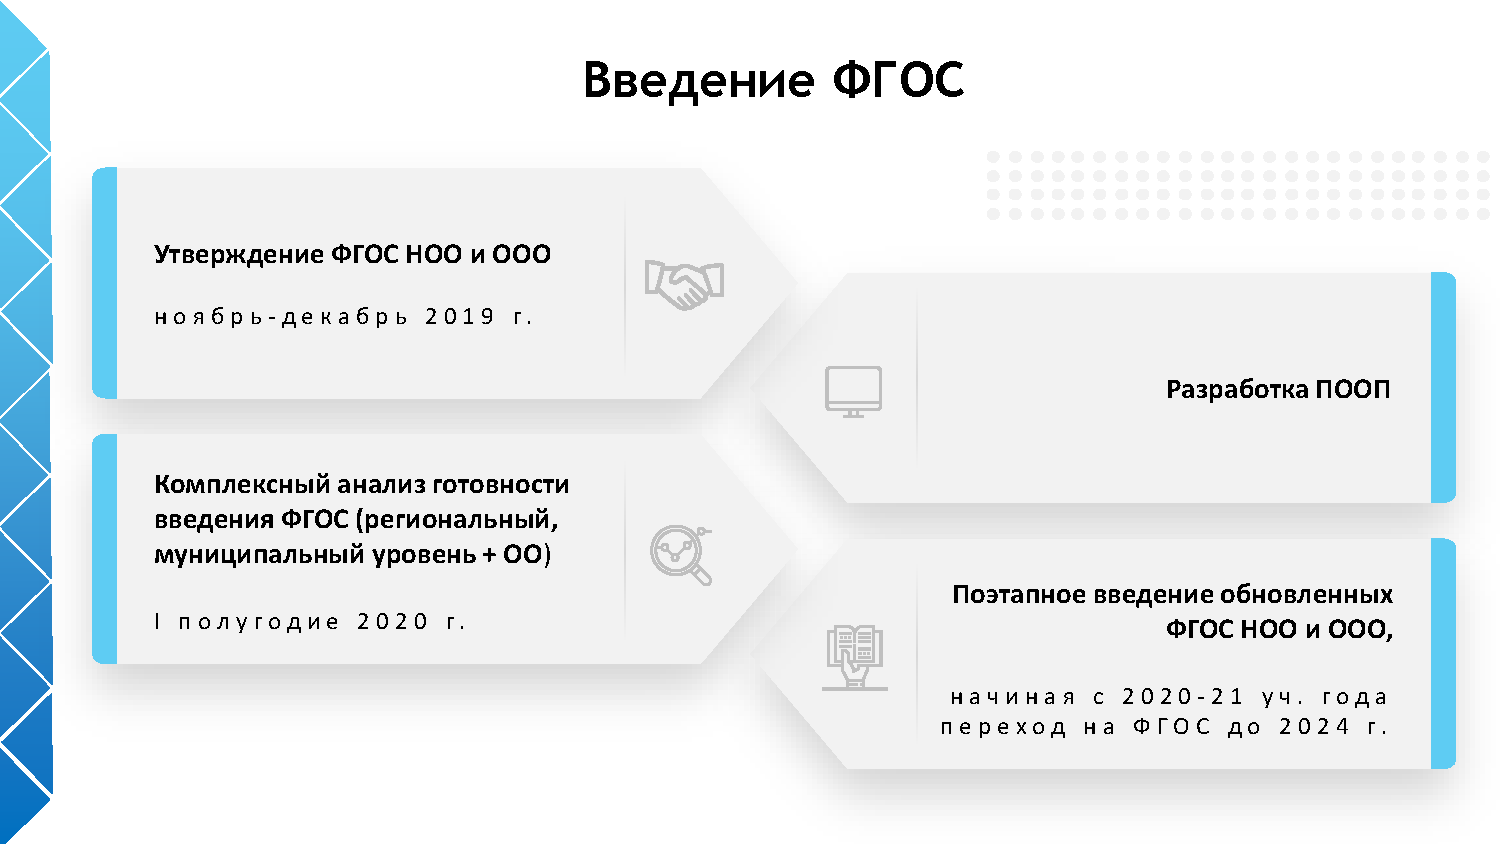 Введение ФГОС
Утверждение ФГОС НОО и ООО
ноябрь-декабрь 2019 г.
Разработка ПООП
Комплексный анализ готовности
введения ФГОС (региональный,
муниципальный уровень + ОО)
I полугодие 2020 г.
Поэтапное введение обновленных
ФГОС НОО и ООО,
начиная с 2020-21 уч. года
переход на ФГОС до 2024 г.